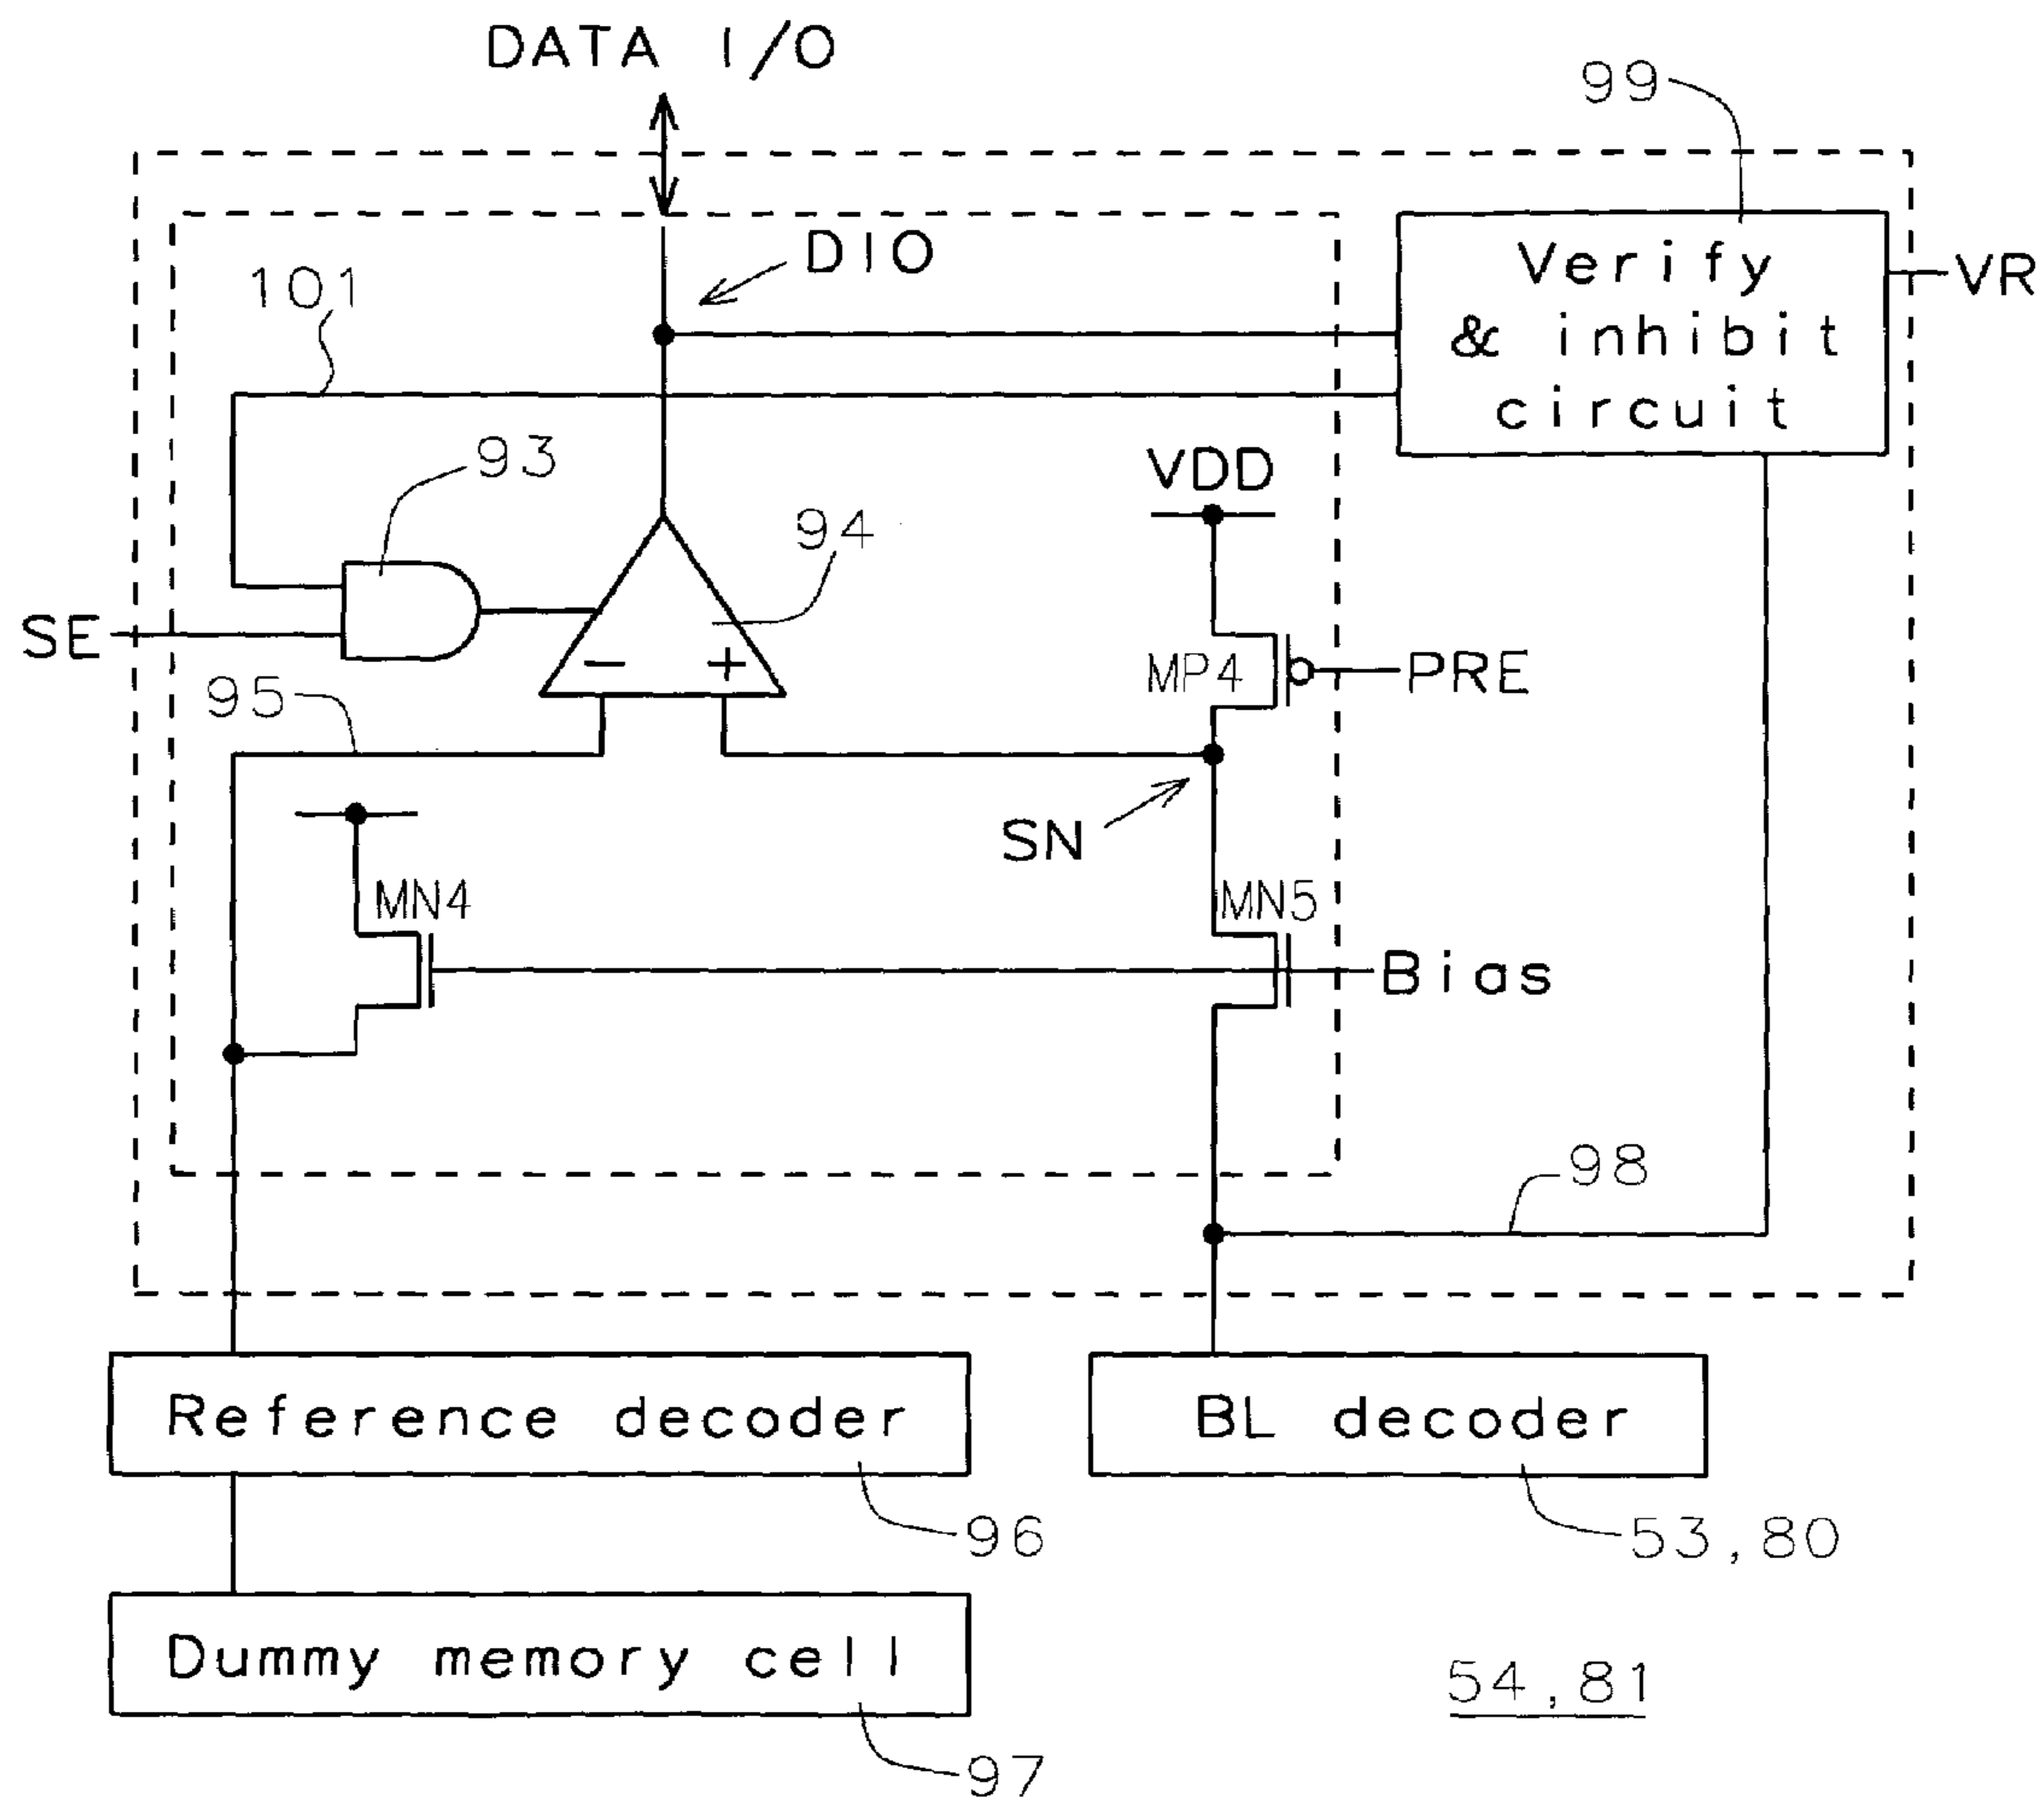 DATA I/O
99
DIO
Verify
& inhibit
circuit
VR
101
93
VDD
94
SE
MP4
PRE
95
- +
SN
MN4
MN5
Bias
98
Reference decoder
BL decoder
96
53,80
Dummy memory cell
54,81
97